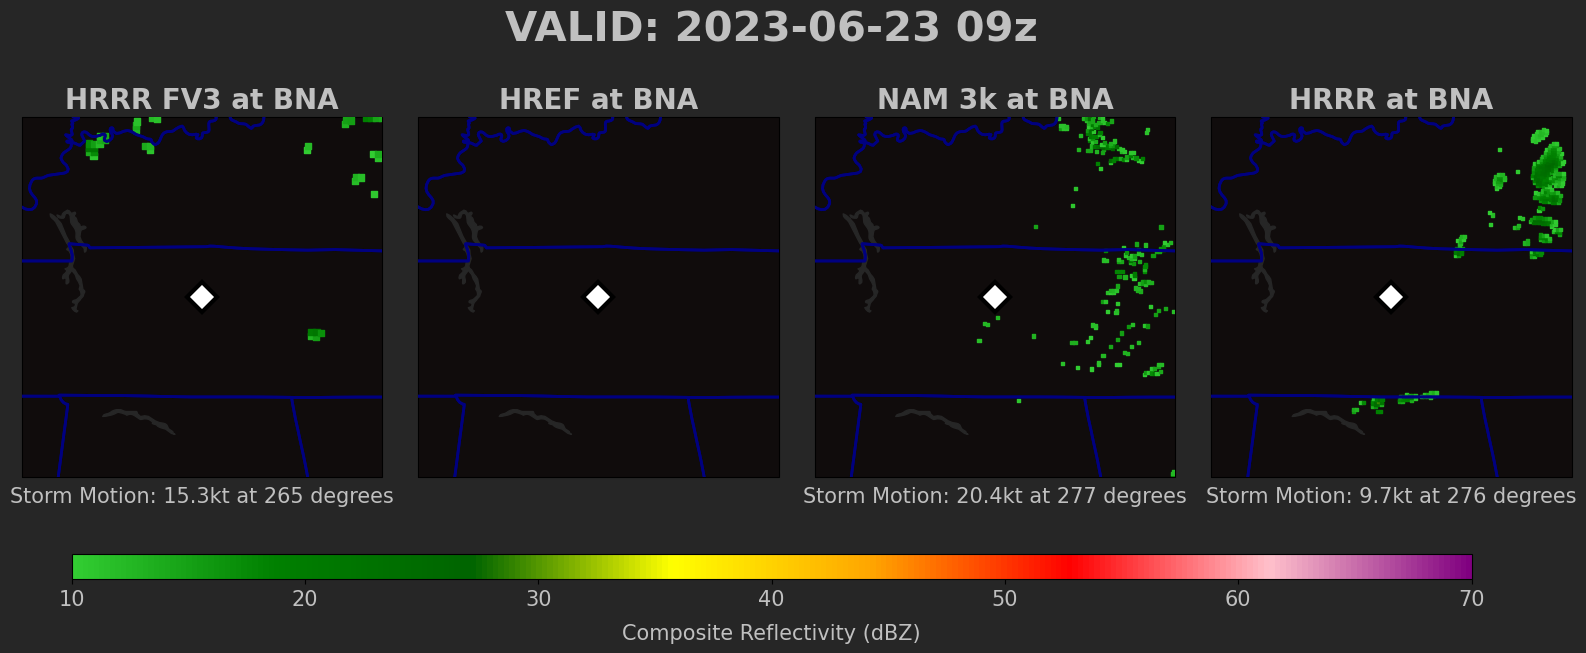 VALID: 2023-06-23 09z
HRRR FV3 at BNA
HREF at BNA
NAM 3k at BNA
HRRR at BNA
Storm Motion: 15.3kt at 265 degrees
Storm Motion: 20.4kt at 277 degrees
Storm Motion: 9.7kt at 276 degrees
10 20 30 40 50 60 70
Composite Reflectivity (dBZ)